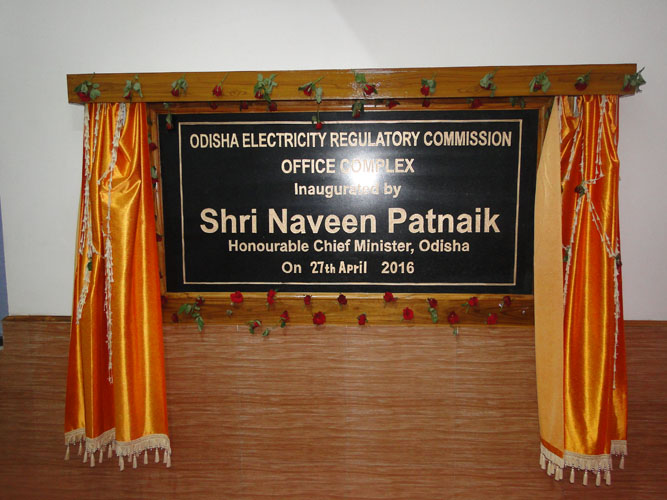 ODISHA ELECTRICITY REGULATORY COMMISSION
OFFICE COMPLEX
Inaugurated by
Shri Naveen Patnaik
Honourable Chief Minister, Odisha
On 27th April 2016